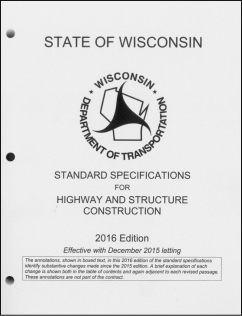 STATE OF WISCONSIN
WISCONSIN
DEPARTMENT OF TRANSPORTATION
STANDARD SPECIFICATIONS
FOR
HIGHWAY AND STRUCTURE
CONSTRUCTION
2016 Edition
Effective with December 2015 letting
The annotations, shown in boxed text, in this 2016 edition of the standard specifications
identify substantive changes made since the 2015 edition. A brief explanation of each
change is shown both in the table of contents and again adjacent to each revised passage.
These annotations are not part of the contract.